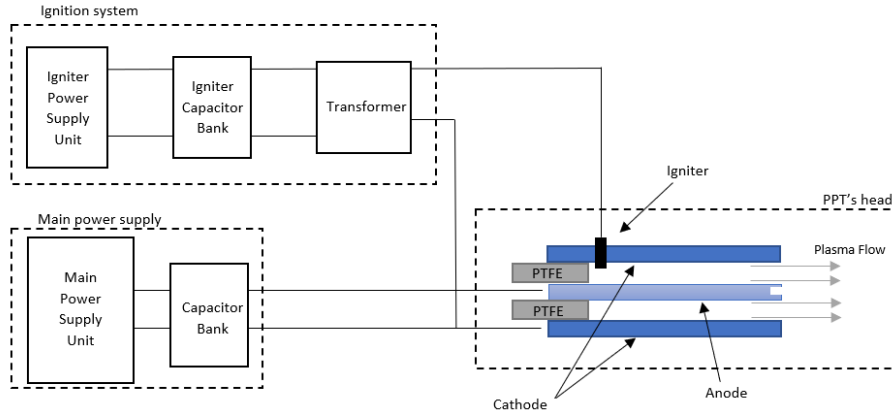 Ignition system
Igniter
Power
Supply
Unit
Igniter
Capacitor
Bank
Transformer
Igniter
PPT's head
Main power supply
Main
Power
Supply
Unit
Capacitor
Bank
PTFE
PTFE
Plasma Flow
Cathode
Anode